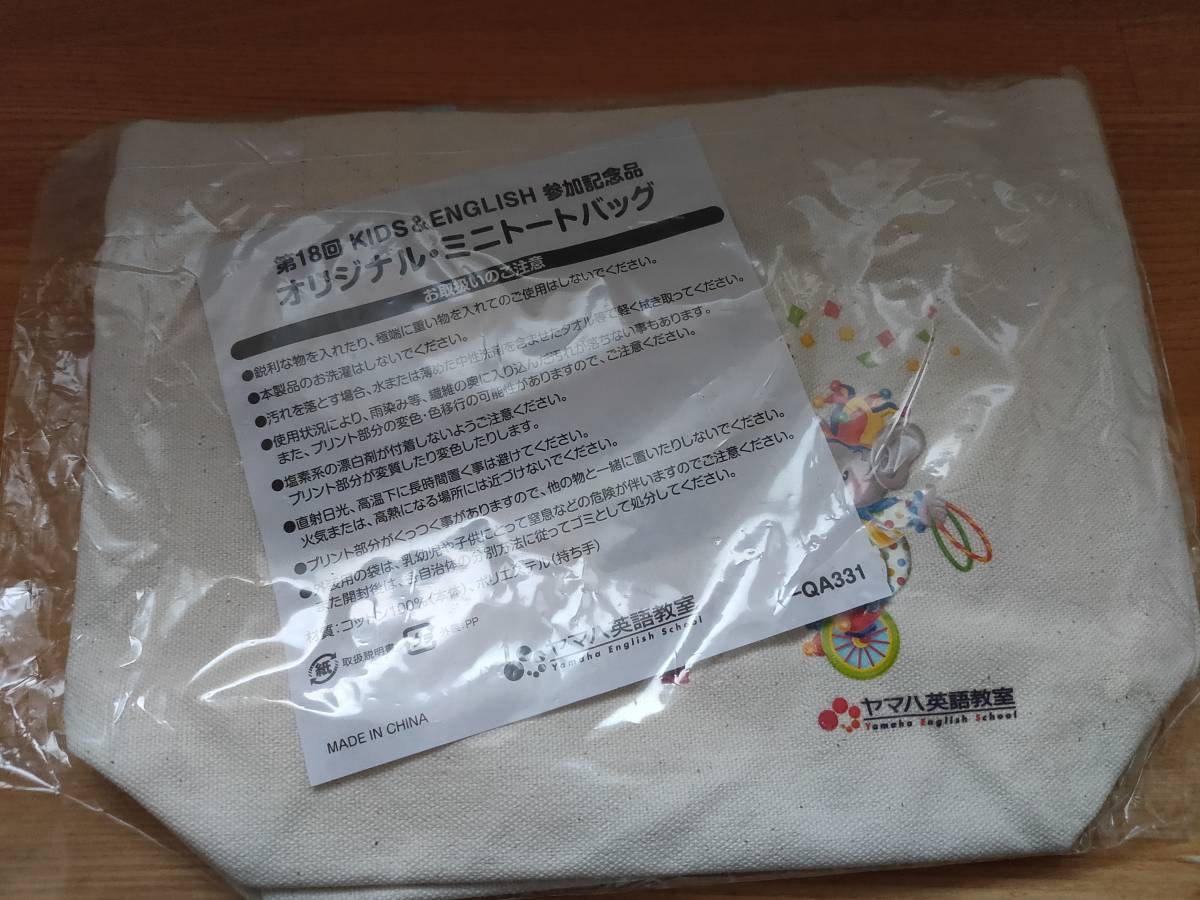 第18回 KIDS&ENGLISH 参加記念品
オリジナル・ミニトートバッグ
お取扱いのご注意
●鋭利な物を入れたり、極端に重い物を入れてのご使用はしないでください。
●本製品のお洗濯はしないでください。
●汚れを落とす場合、水または薄めた中性洗剤を含ませたタオル等で軽く拭き取ってください。
●使用状況により、雨染み等、繊維の奥に入り込んだ汚れが落ちない事もあります。
また、プリント部分の変色・色移行の可能性がありますので、ご注意ください。
●塩素系の漂白剤が付着しないようご注意ください。
プリント部分が変質したり変色したりします。
●直射日光、高温下に長時間置く事は避けてください。
火気または、高熱になる場所には近づけないでください。
●プリント部分がくっつく事がありますので、他の物と一緒に置いたりしないでください。
●外装用の袋は、乳幼児や子供にとって窒息などの危険が伴いますのでご注意ください。
また開封後は、各自治体の分別方法に従ってゴミとして処分してください。
材質:コットン100%(本体)、ポリエステル(持ち手)
紙 取扱説明書 外装:PP
ヤマハ英語教室
Yamaha English School
-QA331
MADE IN CHINA
ヤマハ英語教室
Yamaha English School